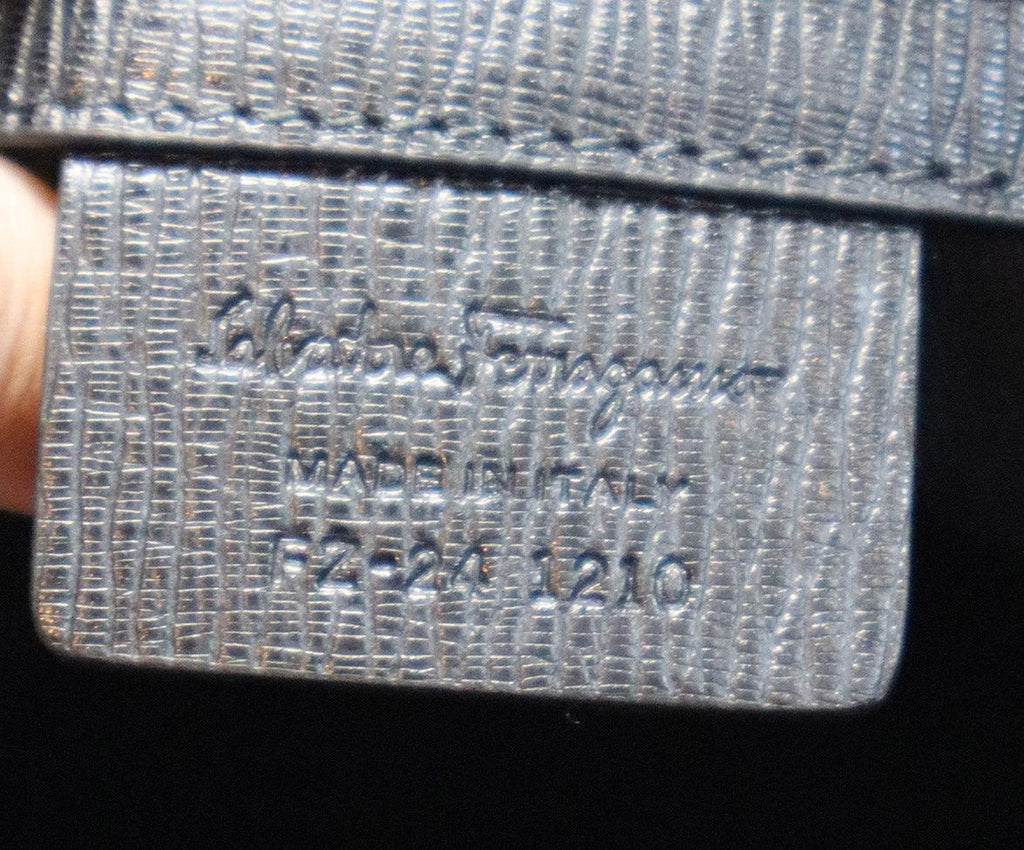 Salvatore Ferragamo
MADE IN ITALY
FZ-24 1210